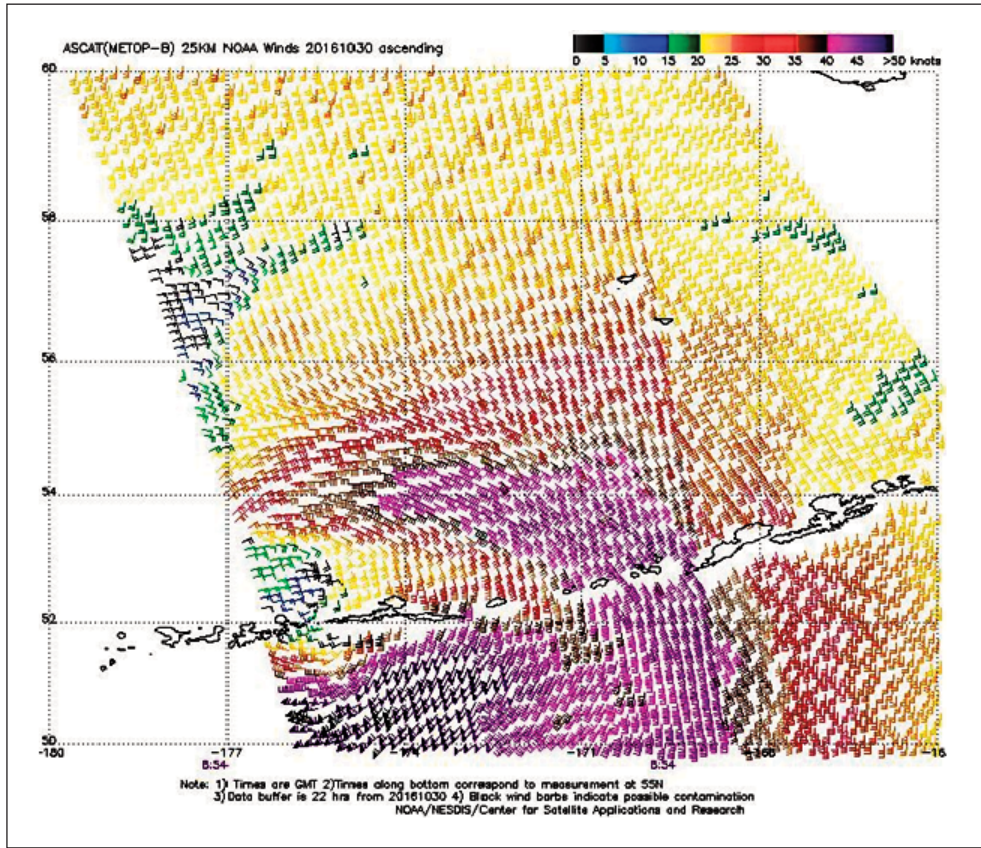 ASCAT(METOP-B) 25KM NOAA Winds 20161030 ascending
0 5 10 15 20 25 30 35 40 45 >50 knots
60
58
56
54
52
50
-180 -177 -174 -171 -168 -16
8:54 8:54
Note: 1) Times are GMT 2)Times along bottom correspond to measurement at 55N
3)Data buffer is 22 hrs from 20161030 4) Black wind barbs indicate possible contamination
NOAA/NESDIS/Center for Satellite Applications and Research